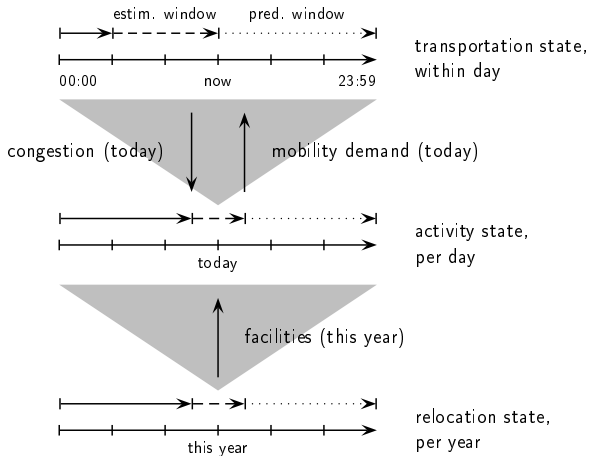 estim. window pred. window
transportation state,
within day
00:00 now 23:59
congestion (today) mobility demand (today)
activity state,
per day
today
facilities (this year)
relocation state,
per year
this year